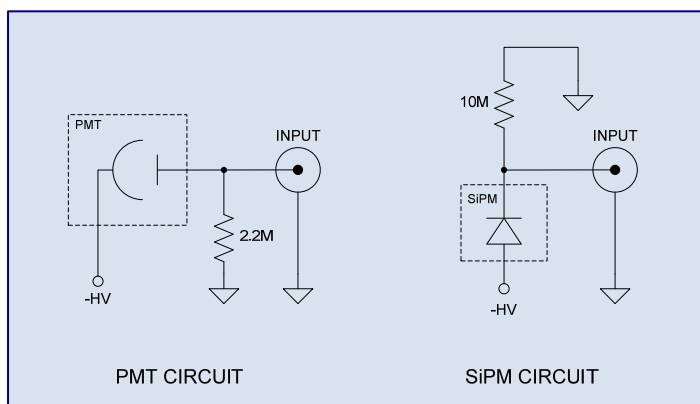 PMT
INPUT
2.2M
-HV
PMT CIRCUIT
10M
INPUT
SiPM
-HV
SiPM CIRCUIT